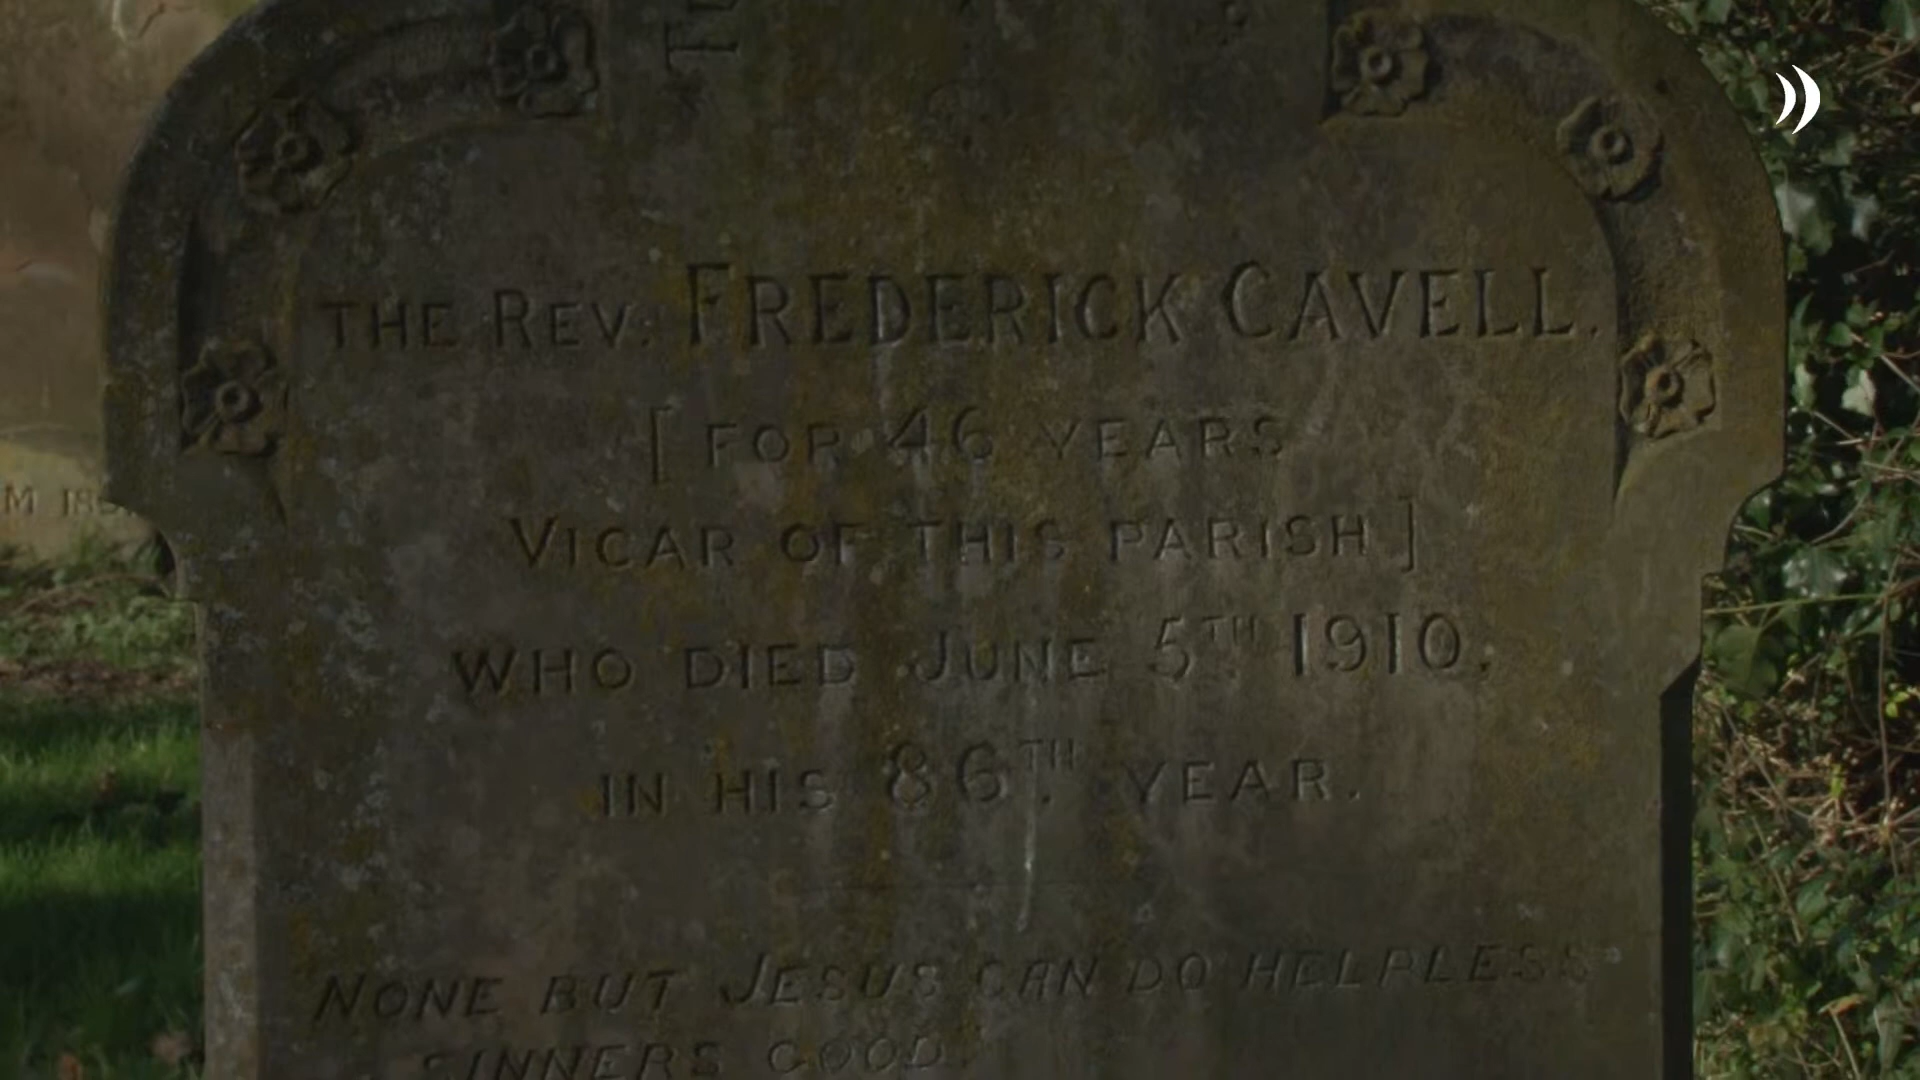 THE REV. FREDERICK CAVELL.
[ FOR 46 YEARS
VICAR OF THIS PARISH ]
WHO DIED JUNE 5TH 1910.
IN HIS 86TH YEAR.
NONE BUT JESUS CAN DO HELPLESS
SINNERS GOOD.